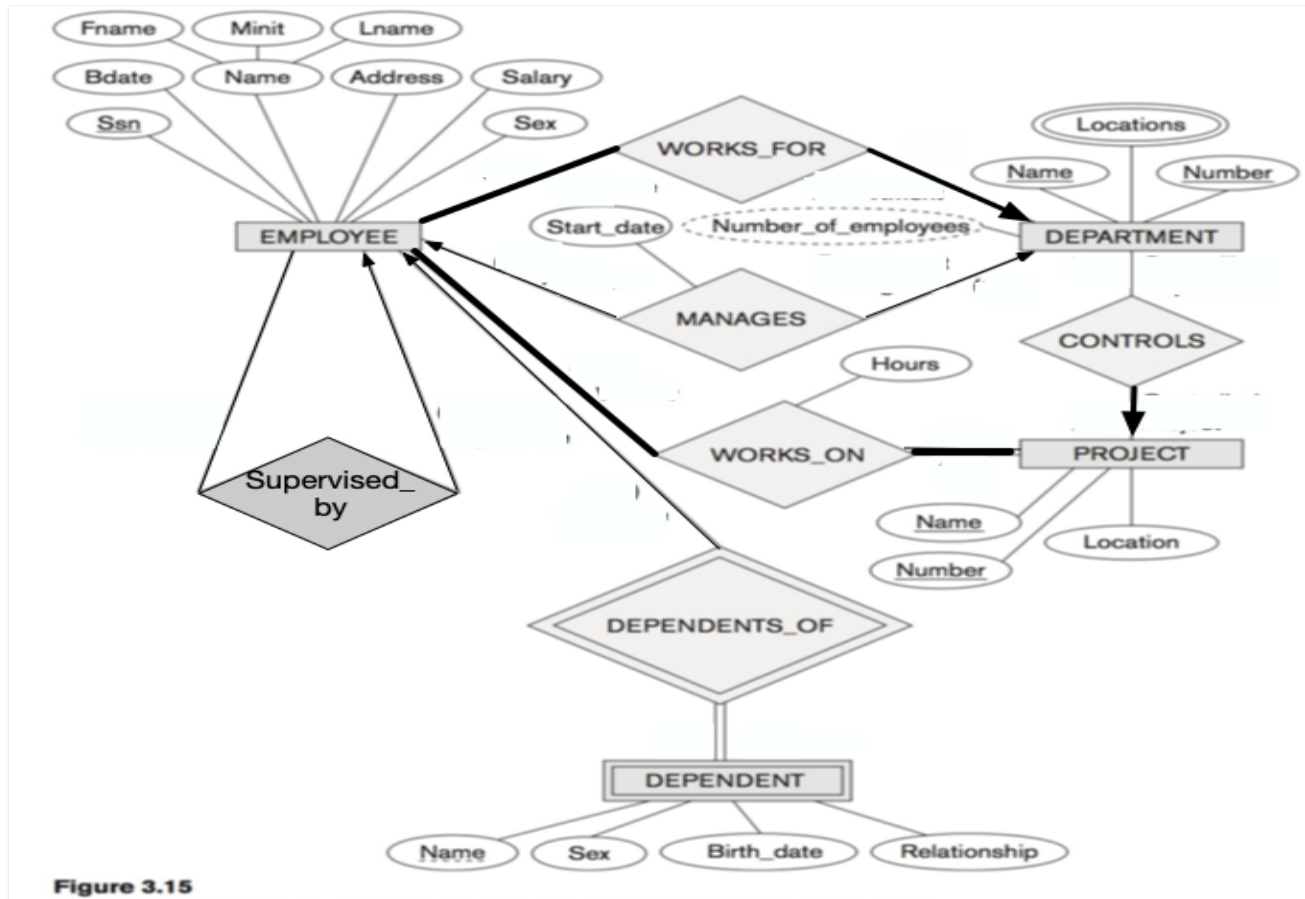 Fname Minit Lname
Bdate Name Address Salary
Ssn Sex
WORKS_FOR
Locations
Name Number
Start_date Number_of_employees
EMPLOYEE DEPARTMENT
MANAGES
CONTROLS
Hours
WORKS_ON PROJECT
Supervised_
by
Name
Location
Number
DEPENDENTS_OF
DEPENDENT
Name Sex Birth_date Relationship
Figure 3.15